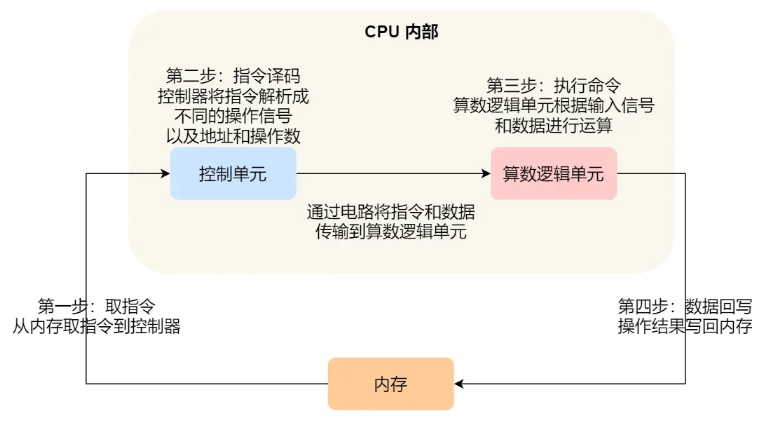 CPU 内部
第二步：指令译码
控制器将指令解析成
不同的操作信号
以及地址和操作数
第三步：执行命令
算数逻辑单元根据输入信号
和数据进行运算
控制单元
算数逻辑单元
通过电路将指令和数据
传输到算数逻辑单元
第一步：取指令
从内存取指令到控制器
第四步：数据回写
操作结果写回内存
内存